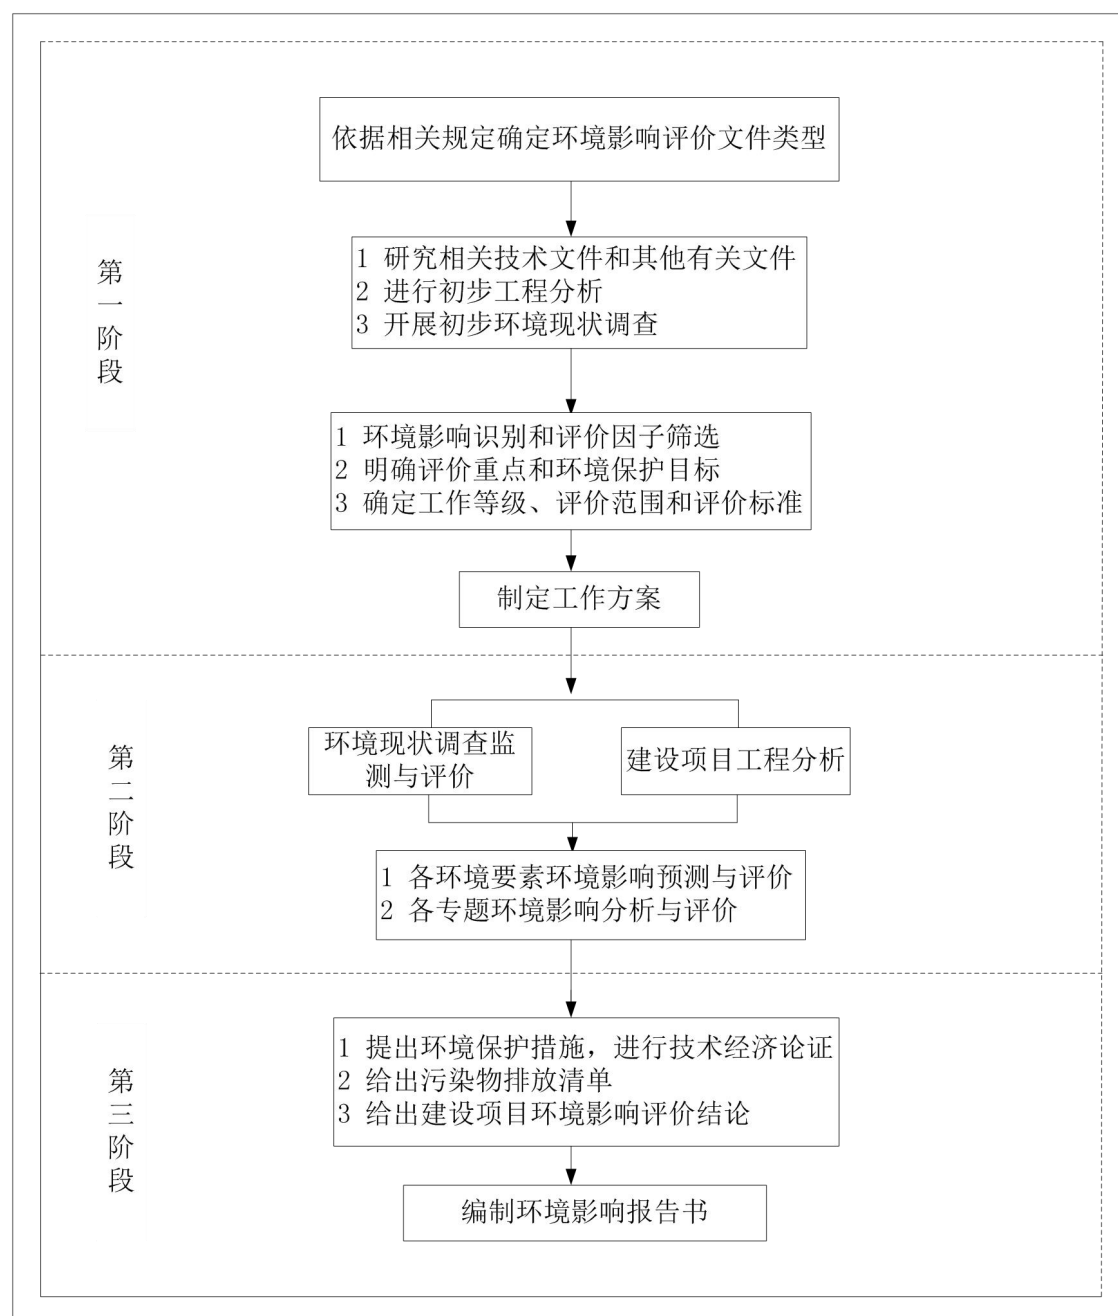 依据相关规定确定环境影响评价文件类型
第一阶段
1 研究相关技术文件和其他有关文件
2 进行初步工程分析
3 开展初步环境现状调查
1 环境影响识别和评价因子筛选
2 明确评价重点和环境保护目标
3 确定工作等级、评价范围和评价标准
制定工作方案
第二阶段
环境现状调查监
测与评价
建设项目工程分析
1 各环境要素环境影响预测与评价
2 各专题环境影响分析与评价
第三阶段
1 提出环境保护措施，进行技术经济论证
2 给出污染物排放清单
3 给出建设项目环境影响评价结论
编制环境影响报告书